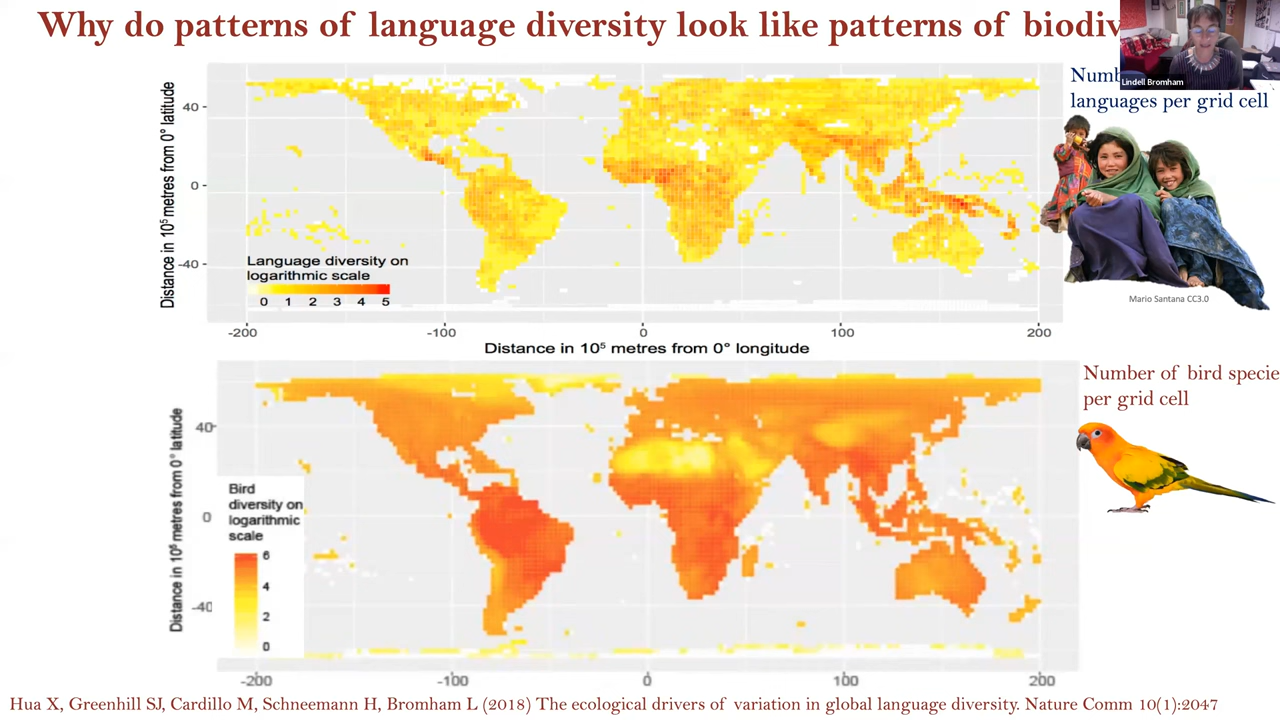 Why do patterns of language diversity look like patterns of biodiv
Lindell Bromham
languages per grid cell
Distance in 10⁵ metres from 0° latitude
40
0
-40
Language diversity on
logarithmic scale
0 1 2 3 4 5
-200 -100 0 100 200
Distance in 10⁵ metres from 0° longitude
Mario Santana CC3.0
Number of bird specie
per grid cell
Distance in 10⁵ metres from 0° latitude
40
0
-40
Bird
diversity on
logarithmic
scale
6
4
2
0
-200 -100 0 100 200
Hua X, Greenhill SJ, Cardillo M, Schneemann H, Bromham L (2018) The ecological drivers of variation in global language diversity. Nature Comm 10(1):2047